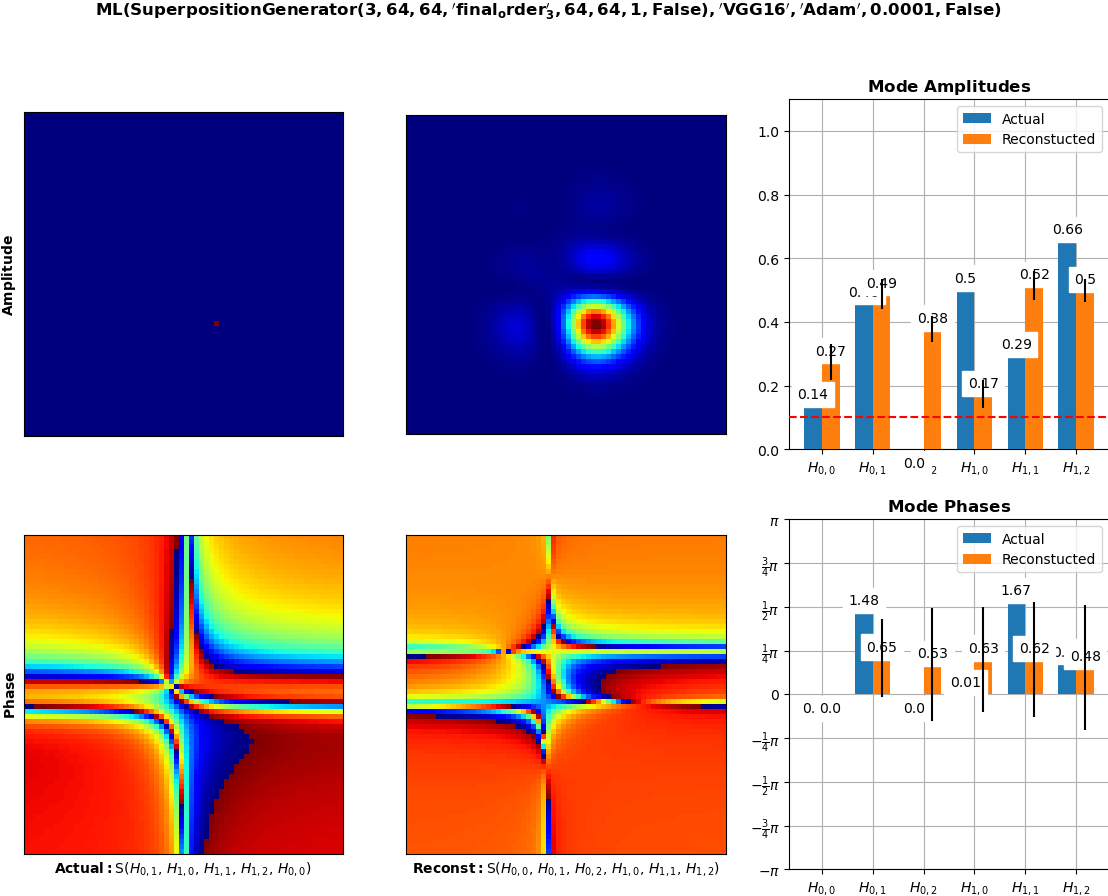 ML(SuperpositionGenerator(3, 64, 64, ′final_order′_3, 64, 64, 1, False), ′VGG16′, ′Adam′, 0.0001, False)
Amplitude
Mode Amplitudes
Actual
Reconstucted
1.0
0.8
0.6
0.4
0.2
0.0
0.14
0.27
0.49
0.0
0.38
0.5
0.17
0.29
0.52
0.66
0.5
H0,0
H0,1
2
H1,0
H1,1
H1,2
Phase
Mode Phases
Actual
Reconstucted
π
3/4π
1/2π
1/4π
0
−1/4π
−1/2π
−3/4π
−π
0.
0.0
1.48
0.65
0.0
0.53
0.01
0.63
1.67
0.62
0.48
H0,0
H0,1
H0,2
H1,0
H1,1
H1,2
Actual: S(H0,1, H1,0, H1,1, H1,2, H0,0)
Reconst: S(H0,0, H0,1, H0,2, H1,0, H1,1, H1,2)